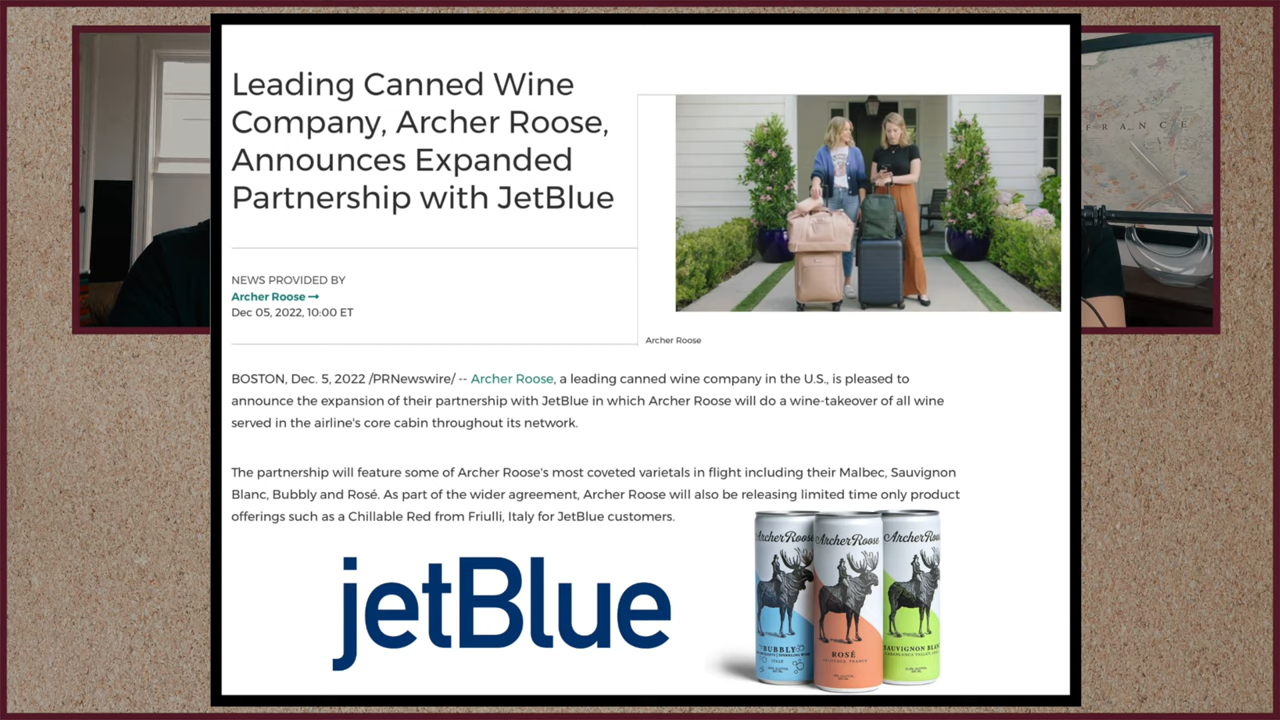 Leading Canned Wine
Company, Archer Roose,
Announces Expanded
Partnership with JetBlue
NEWS PROVIDED BY
Archer Roose
Dec 05, 2022, 10:00 ET
Archer Roose
BOSTON, Dec. 5, 2022 /PRNewswire/ -- Archer Roose, a leading canned wine company in the U.S., is pleased to
announce the expansion of their partnership with JetBlue in which Archer Roose will do a wine-takeover of all wine
served in the airline's core cabin throughout its network.
The partnership will feature some of Archer Roose's most coveted varietals in flight including their Malbec, Sauvignon
Blanc, Bubbly and Rosé. As part of the wider agreement, Archer Roose will also be releasing limited time only product
offerings such as a Chillable Red from Friulli, Italy for JetBlue customers.
jetBlue
ArcherRoose
ArcherRoose
ArcherRoos
BUBBLY
ITALY
ROSÉ
PROVENCE, FRANCE
SAUVIGNON BLANC
FRANCE